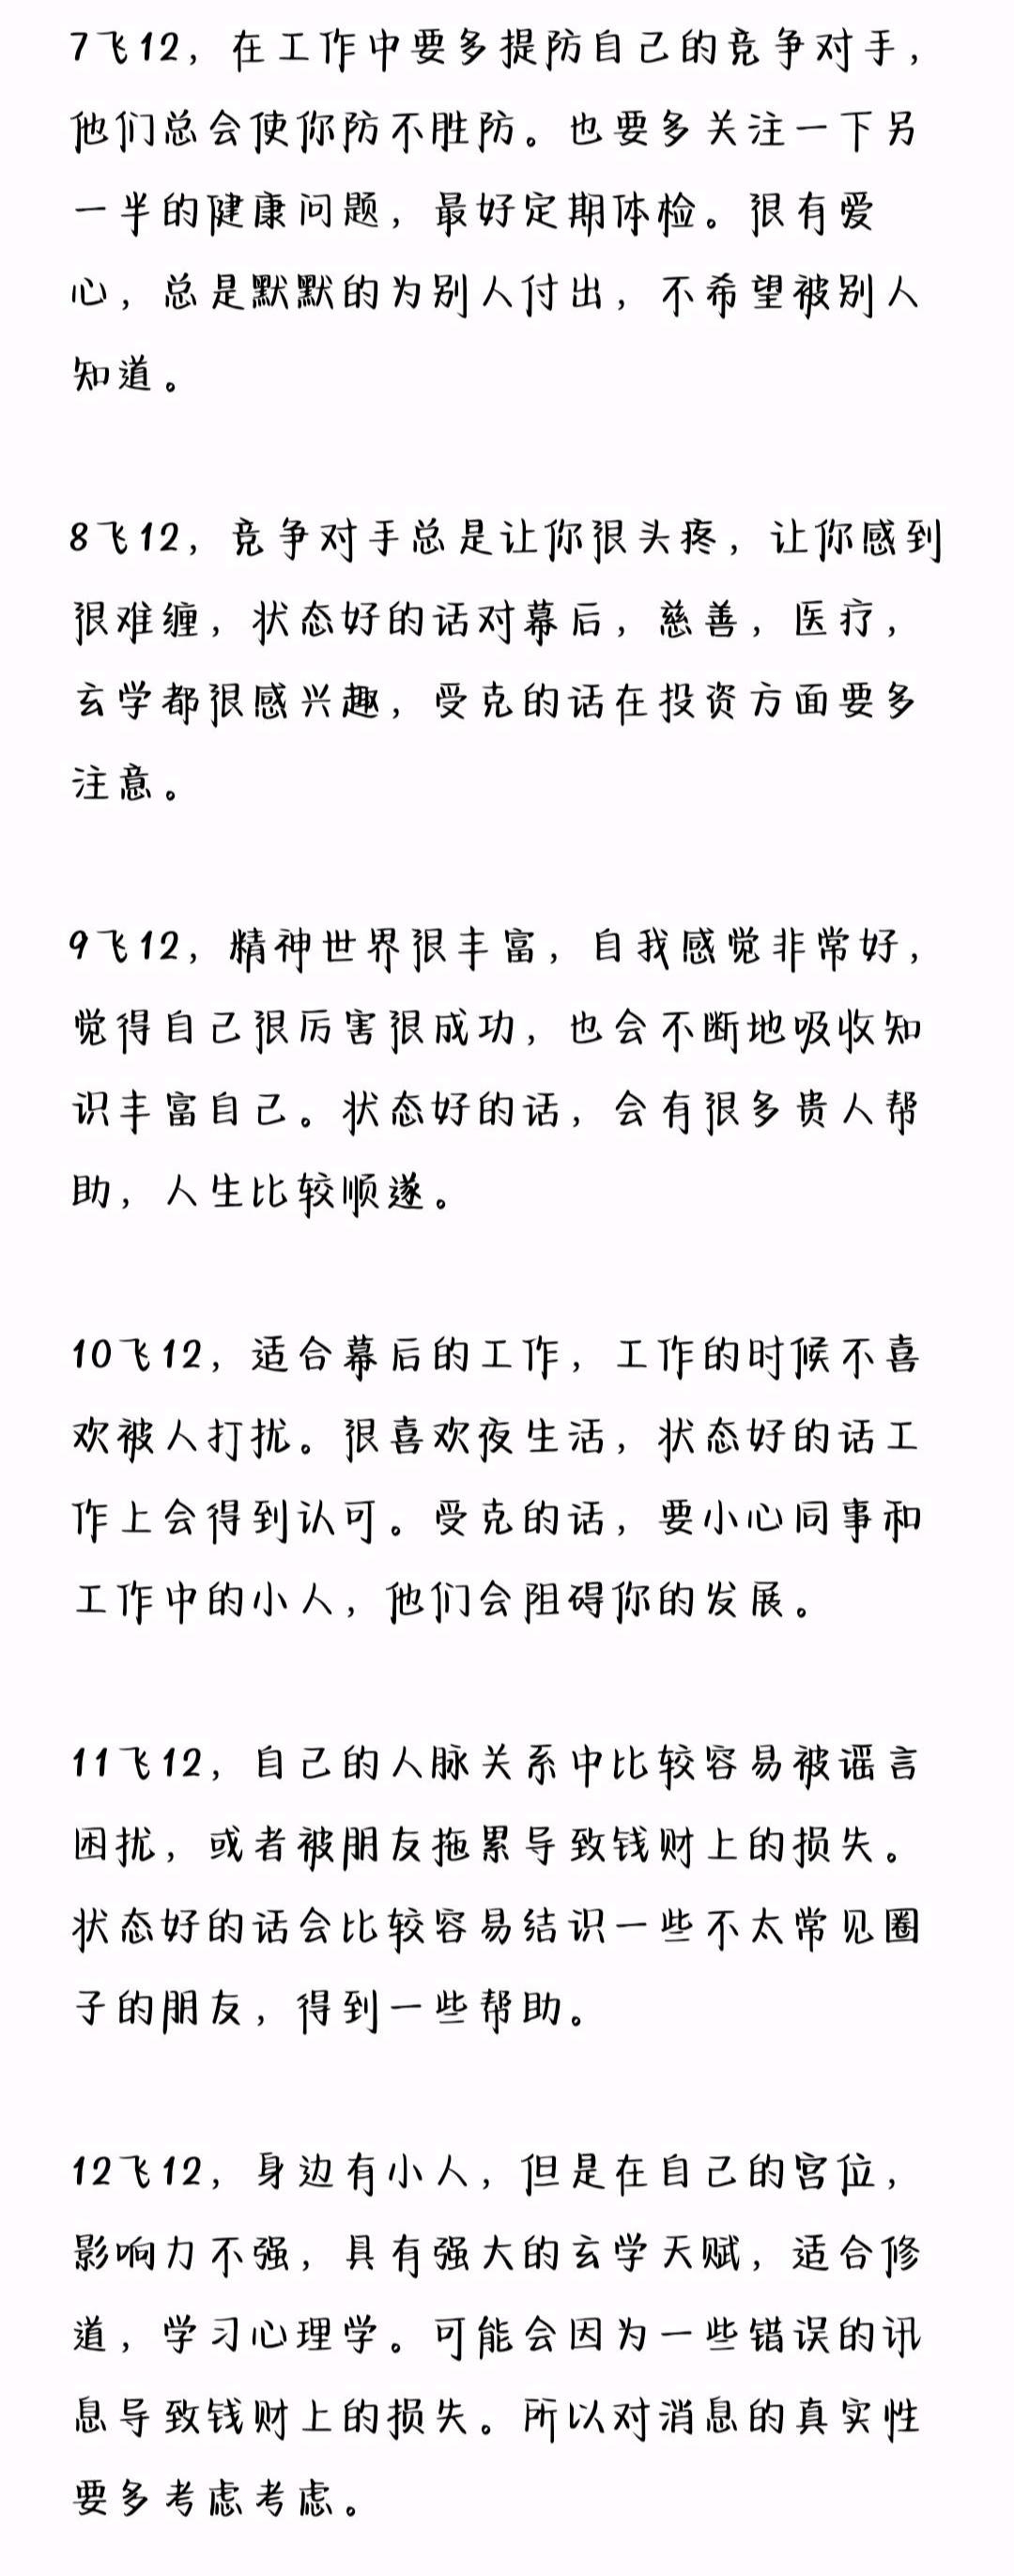 7飞12，在工作中要多提防自己的竞争对手，
他们总会使你防不胜防。也要多关注一下另
一半的健康问题，最好定期体检。很有爱
心，总是默默的为别人付出，不希望被别人
知道。
8飞12，竞争对手总是让你很头疼，让你感到
很难缠，状态好的话对幕后，慈善，医疗，
玄学都很感兴趣，受克的话在投资方面要多
注意。
9飞12，精神世界很丰富，自我感觉非常好，
觉得自己很厉害很成功，也会不断地吸收知
识丰富自己。状态好的话，会有很多贵人帮
助，人生比较顺遂。
10飞12，适合幕后的工作，工作的时候不喜
欢被人打扰。很喜欢夜生活，状态好的话工
作上会得到认可。受克的话，要小心同事和
工作中的小人，他们会阻碍你的发展。
11飞12，自己的人脉关系中比较容易被谣言
困扰，或者被朋友拖累导致钱财上的损失。
状态好的话会比较容易结识一些不太常见圈
子的朋友，得到一些帮助。
12飞12，身边有小人，但是在自己的宫位，
影响力不强，具有强大的玄学天赋，适合修
道，学习心理学。可能会因为一些错误的讯
息导致钱财上的损失。所以对消息的真实性
要多考虑考虑。